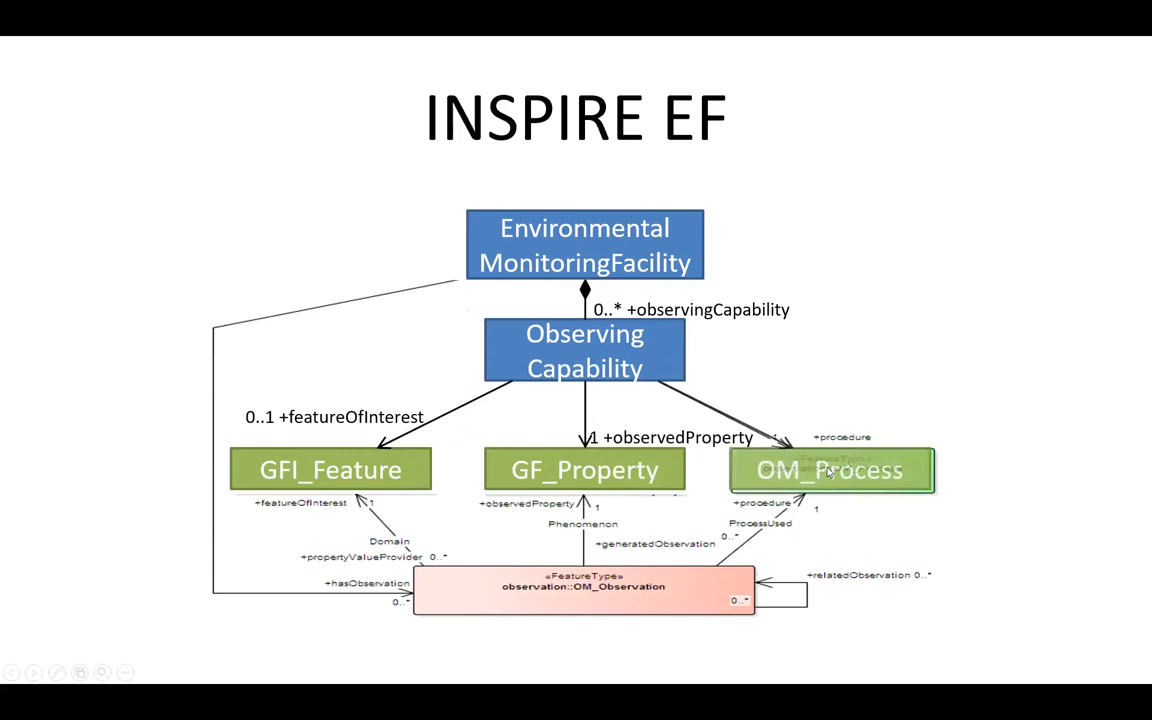 INSPIRE EF
Environmental
MonitoringFacility
0..* +observingCapability
Observing
Capability
0..1 +featureOfInterest
1 +observedProperty
+procedure
GFI_Feature
GF_Property
OM_Process
+featureOfInterest 1
+observedProperty 1
+procedure
1
Phenomenon
ProcessUsed
Domain
+generatedObservation 0..*
+propertyValueProvider 0..*
+hasObservation
0..*
«FeatureType»
observation::OM_Observation
+relatedObservation 0..*
0..*